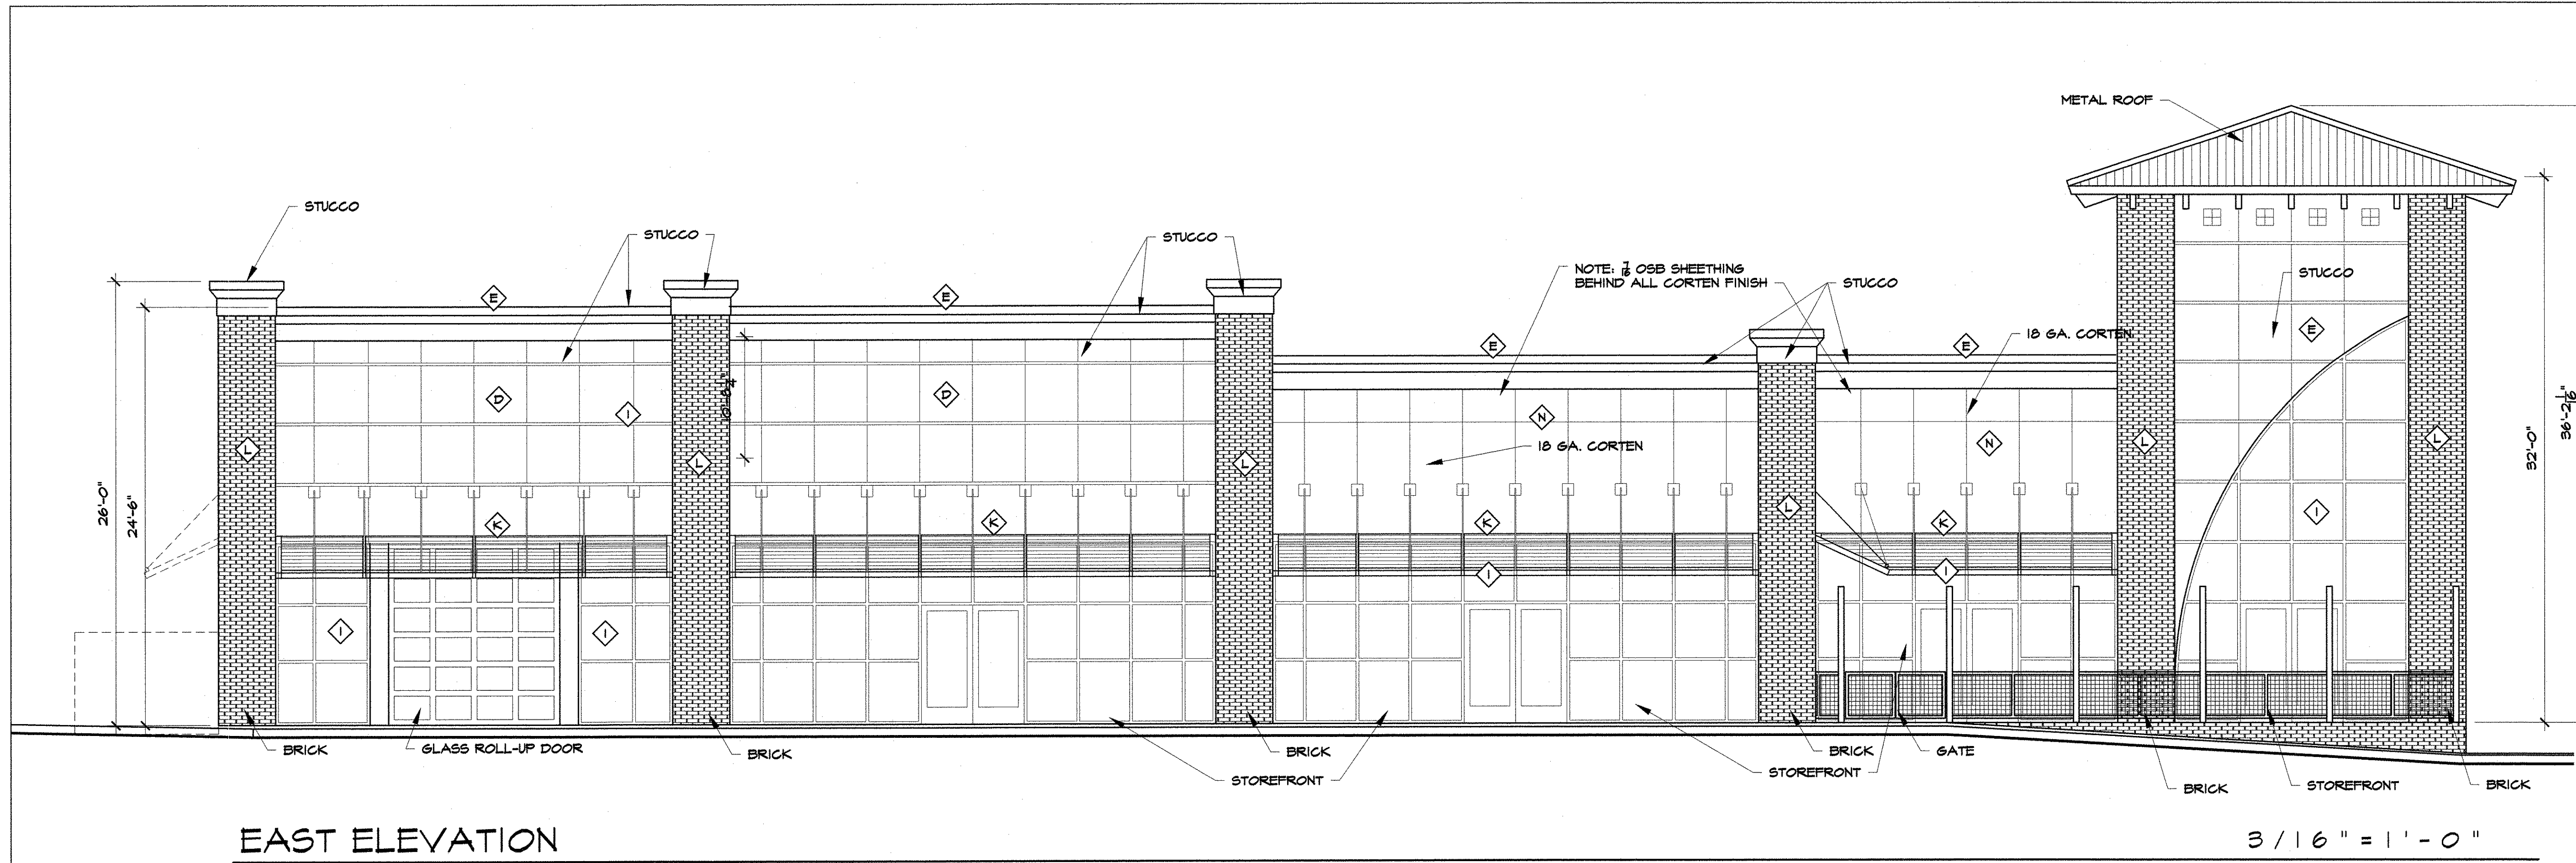 METAL ROOF
STUCCO
STUCCO
STUCCO
NOTE: 7/16 OSB SHEETHING
BEHIND ALL CORTEN FINISH
STUCCO
STUCCO
E
E
E
E
E
18 GA. CORTEN
D
I
D
N
N
18 GA. CORTEN
L
L
L
L
L
L
K
K
K
K
I
I
I
I
I
26'-0"
24'-6"
10'-8 1/4"
32'-0"
36'-2 1/16"
BRICK
GLASS ROLL-UP DOOR
BRICK
BRICK
STOREFRONT
BRICK
GATE
STOREFRONT
BRICK
STOREFRONT
BRICK
EAST ELEVATION
3/16"=1'-0"